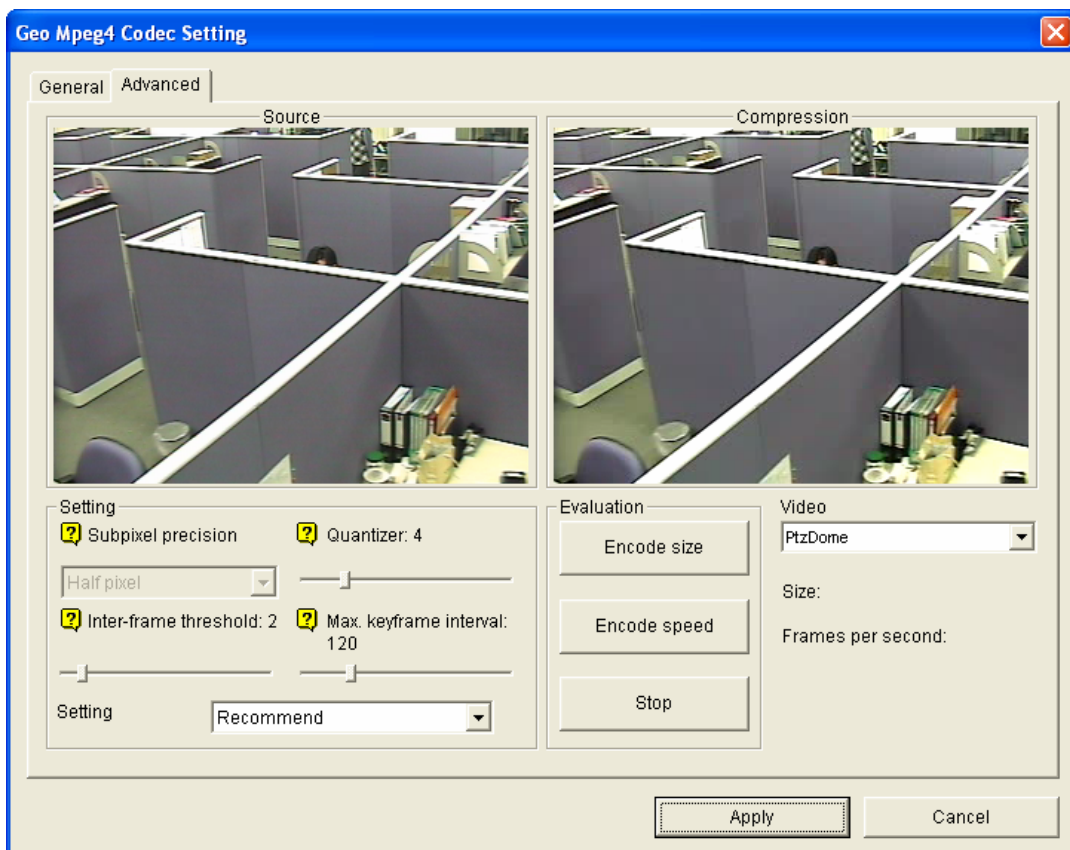 Geo Mpeg4 Codec Setting
General
Advanced
Source
Compression
Setting
? Subpixel precision
? Quantizer: 4
Half pixel
? Inter-frame threshold: 2
? Max. keyframe interval:
120
Setting
Recommend
Evaluation
Encode size
Encode speed
Stop
Video
PtzDome
Size:
Frames per second:
Apply
Cancel